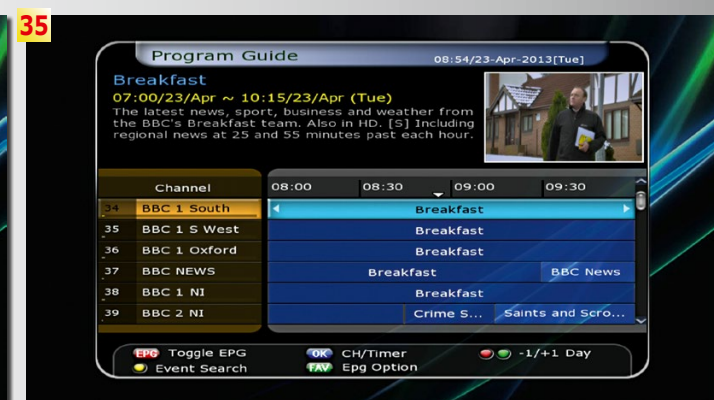 35
Program Guide 08:54/23-Apr-2013[Tue]
Breakfast
07:00/23/Apr ~ 10:15/23/Apr (Tue)
The latest news, sport, business and weather from
the BBC's Breakfast team. Also in HD. [S] Including
regional news at 25 and 55 minutes past each hour.
Channel 08:00 08:30 09:00 09:30
34 BBC 1 South Breakfast
35 BBC 1 S West Breakfast
36 BBC 1 Oxford Breakfast
37 BBC NEWS Breakfast BBC News
38 BBC 1 NI Breakfast
39 BBC 2 NI Crime S... Saints and Scro...
EPG Toggle EPG OK CH/Timer -1/+1 Day
Event Search FAV Epg Option